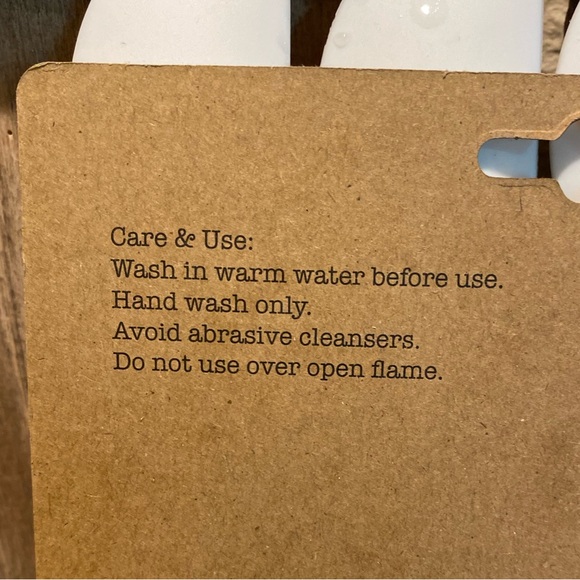 Care & Use:
Wash in warm water before use.
Hand wash only.
Avoid abrasive cleansers.
Do not use over open flame.